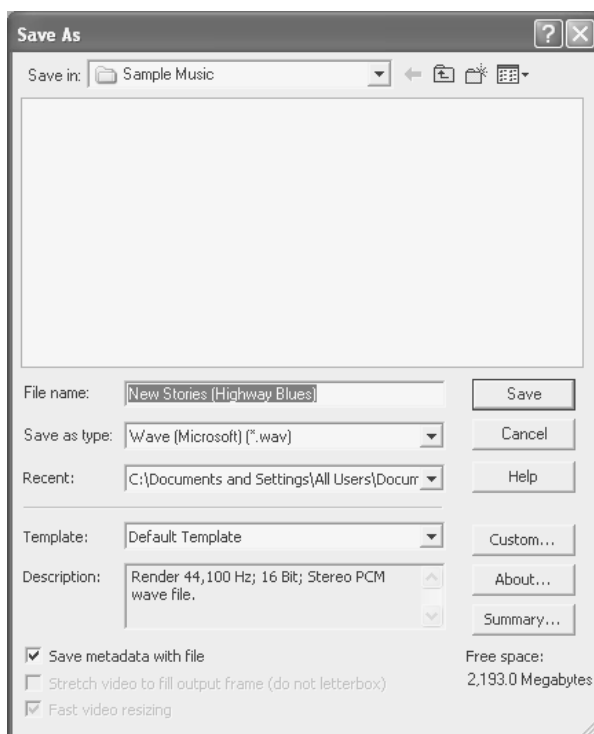 Save As
Save in: Sample Music
File name: New Stories (Highway Blues) Save
Save as type: Wave (Microsoft) (*.wav) Cancel
Recent: C:\Documents and Settings\All Users\Docum Help
Template: Default Template Custom...
Description: Render 44,100 Hz; 16 Bit; Stereo PCM About...
wave file.
Summary...
Save metadata with file Free space:
Stretch video to fill output frame (do not letterbox) 2,193.0 Megabytes
Fast video resizing